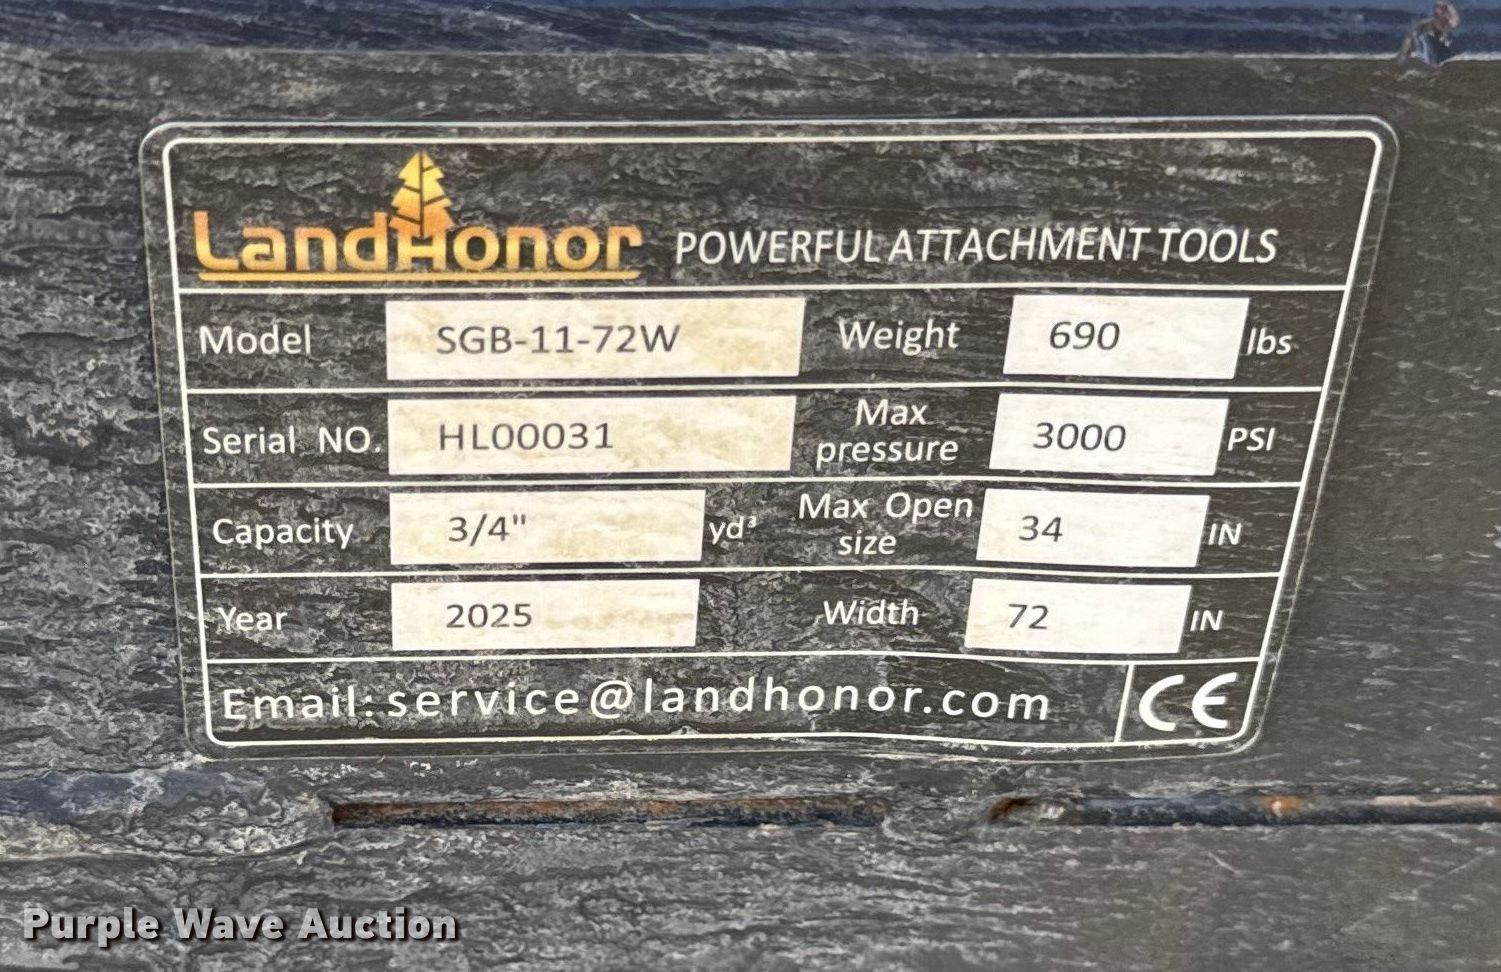 LandHonor POWERFUL ATTACHMENT TOOLS
Model SGB-11-72W Weight 690 lbs
Serial NO. HL00031 Max pressure 3000 PSI
Capacity 3/4" yd³ Max Open size 34 IN
Year 2025 Width 72 IN
Email: service@landhonor.com CE
Purple Wave Auction